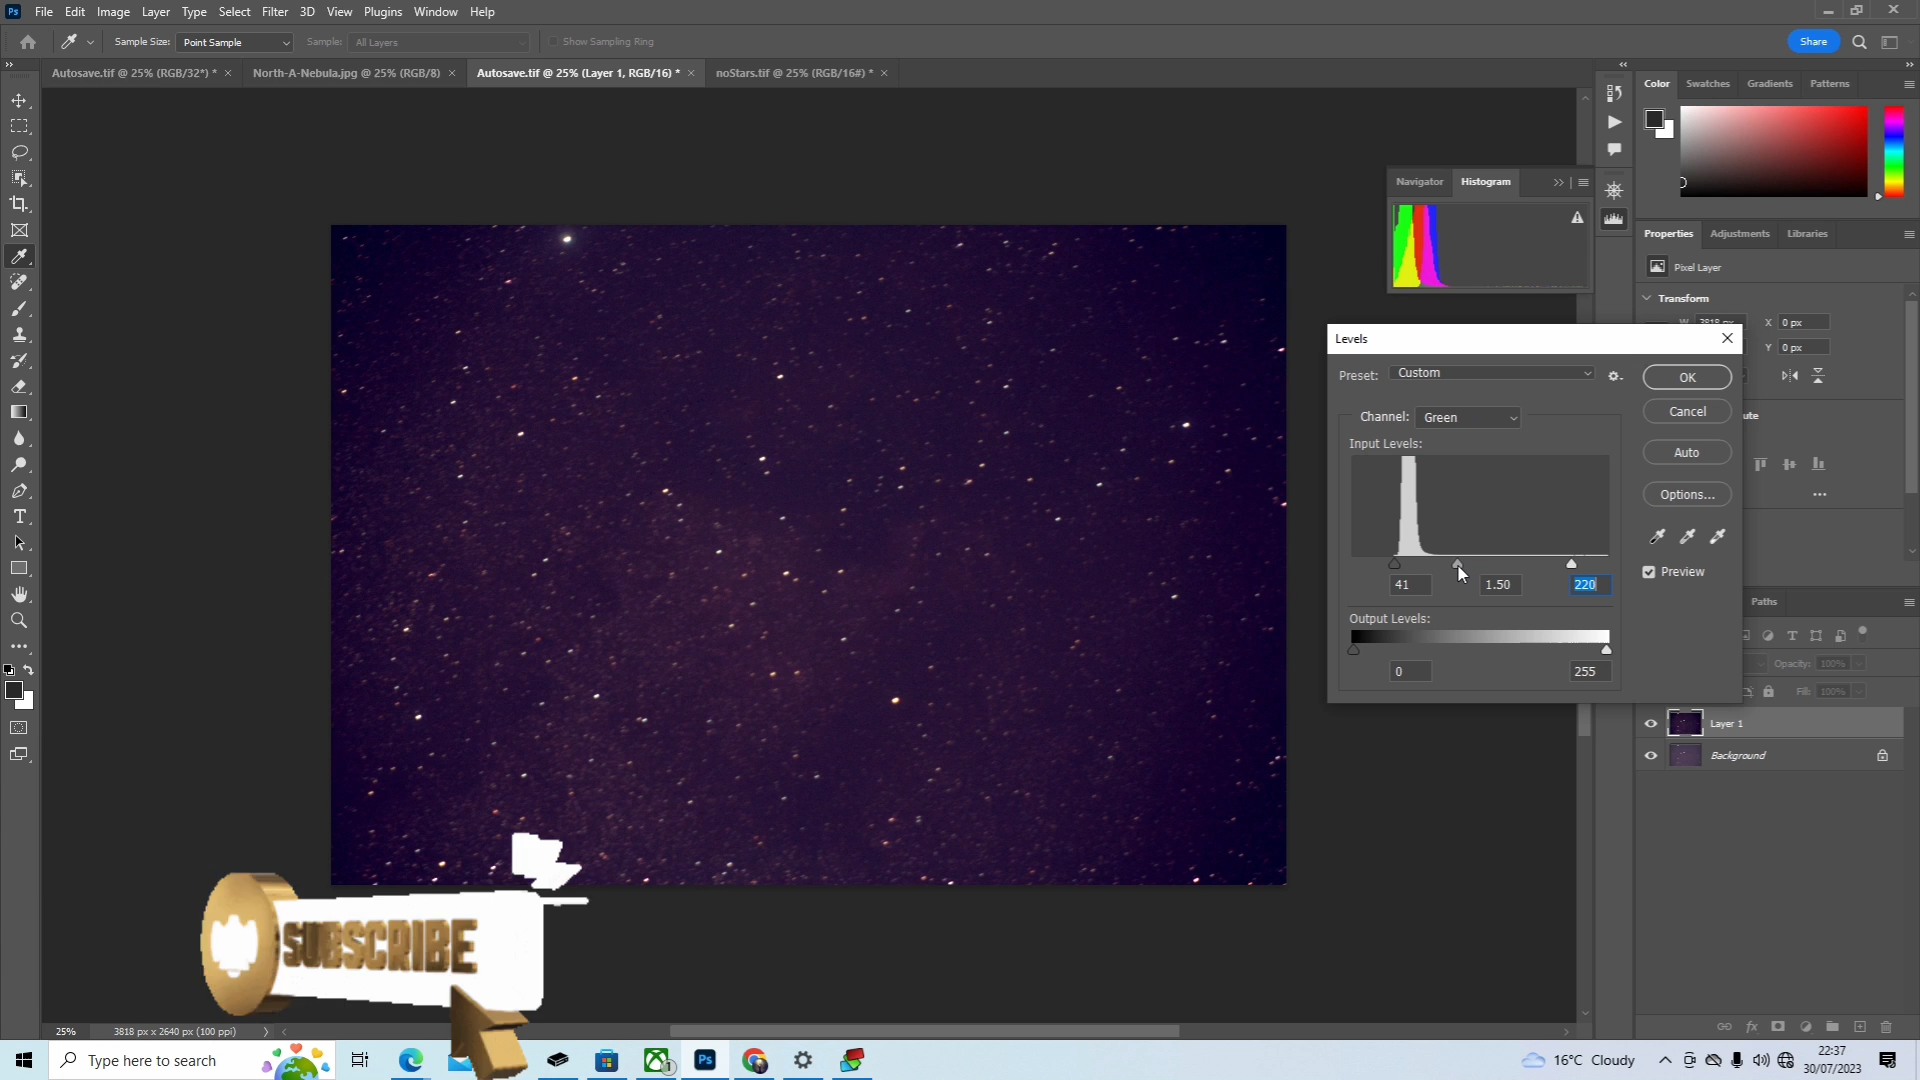 Ps File Edit Image Layer Type Select Filter 3D View Plugins Window Help
Sample Size: Point Sample Sample: All Layers Show Sampling Ring Share
Autosave.tif @ 25% (RGB/32*) * North-A-Nebula.jpg @ 25% (RGB/8) Autosave.tif @ 25% (Layer 1, RGB/16) * noStars.tif @ 25% (RGB/16#) *
Color Swatches Gradients Patterns
Navigator Histogram
Properties Adjustments Libraries
Pixel Layer
Transform
W 3818 px X 0 px
Y 0 px
Levels
Preset: Custom OK
Channel: Green Cancel
Input Levels:
Auto
Options...
Preview
41 1.50 220
Output Levels:
0 255
Paths
Opacity: 100%
Fill: 100%
Layer 1
Background
SUBSCRIBE
25% 3818 px x 2640 px (100 ppi)
Type here to search
Ps
1
16°C Cloudy
22:37
30/07/2023